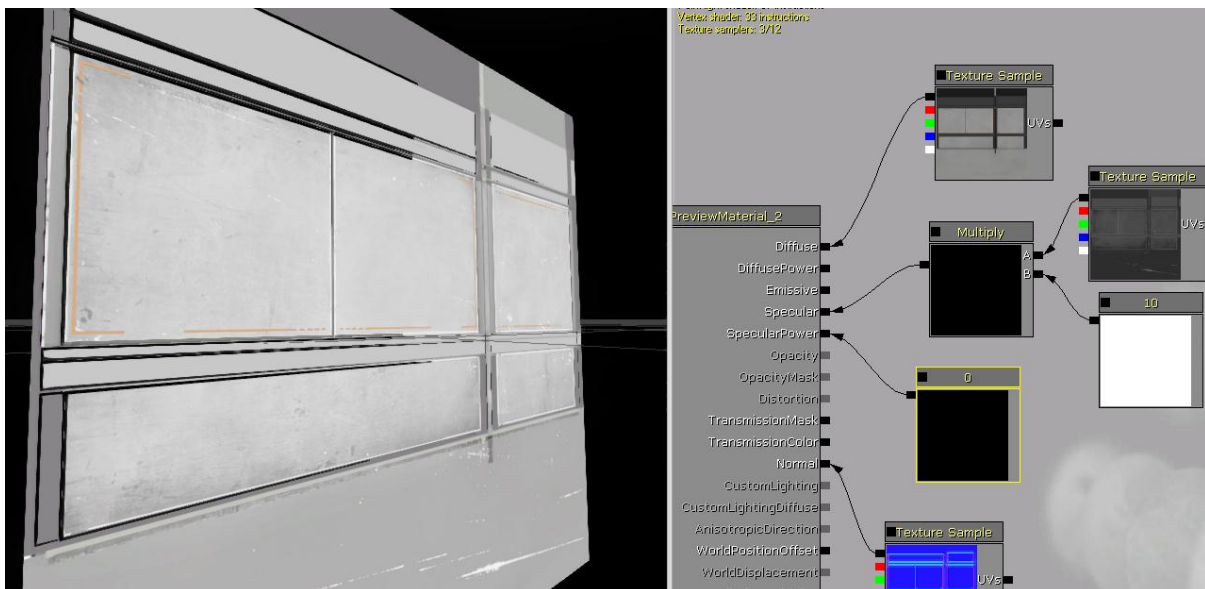 Vertex shader: 33 instructions
Texture samplers: 3/12
Texture Sample
UVs
Texture Sample
UVs
PreviewMaterial_2
Multiply
A
B
10
Diffuse
DiffusePower
Emissive
Specular
SpecularPower
Opacity
OpacityMask
Distortion
TransmissionMask
TransmissionColor
Normal
CustomLighting
CustomLightingDiffuse
AnisotropicDirection
WorldPositionOffset
WorldDisplacement
0
Texture Sample
UVs